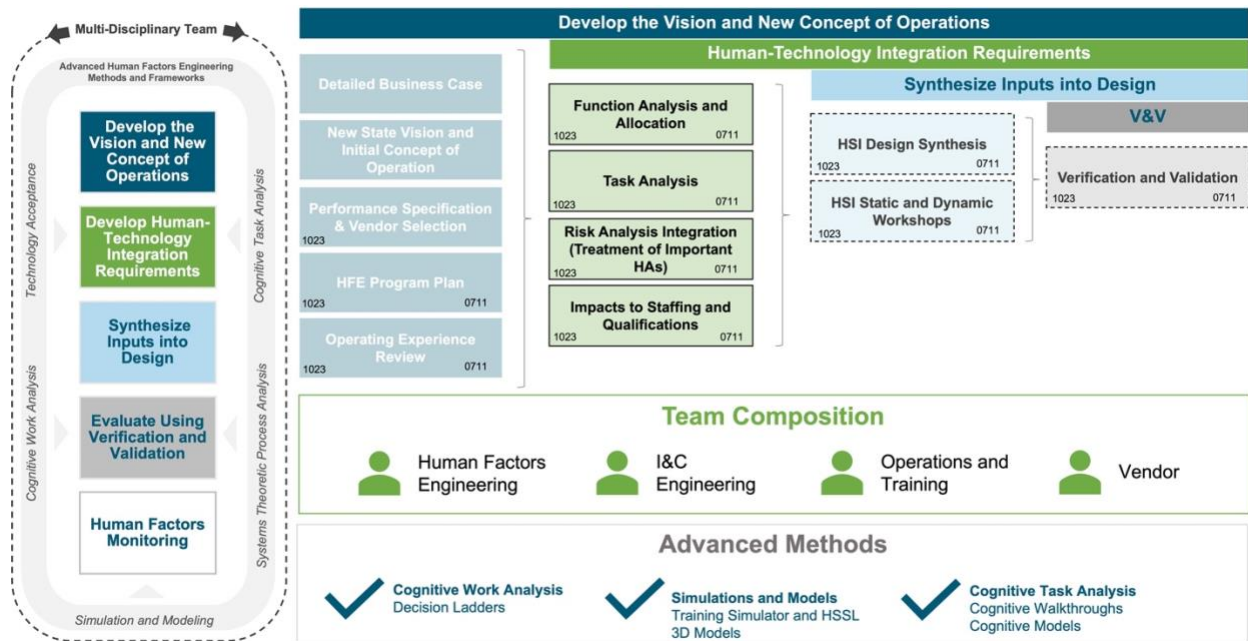 Multi-Disciplinary Team
Advanced Human Factors Engineering
Methods and Frameworks
Technology Acceptance
Cognitive Work Analysis
Develop the
Vision and New
Concept of
Operations
Develop Human-
Technology
Integration
Requirements
Synthesize
Inputs into
Design
Evaluate Using
Verification and
Validation
Human Factors
Monitoring
Cognitive Task Analysis
Systems Theoretic Process Analysis
Simulation and Modeling
Develop the Vision and New Concept of Operations
Human-Technology Integration Requirements
Synthesize Inputs into Design
V&V
Detailed Business Case
New State Vision and
Initial Concept of
Operation
Performance Specification
& Vendor Selection
1023
HFE Program Plan
1023 0711
Operating Experience
Review
1023 0711
Function Analysis and
Allocation
1023 0711
Task Analysis
1023 0711
Risk Analysis Integration
(Treatment of Important
HAs)
1023 0711
Impacts to Staffing and
Qualifications
1023 0711
HSI Design Synthesis
1023 0711
HSI Static and Dynamic
Workshops
1023 0711
Verification and Validation
1023 0711
Team Composition
Human Factors
Engineering
I&C
Engineering
Operations and
Training
Vendor
Advanced Methods
Cognitive Work Analysis
Decision Ladders
Simulations and Models
Training Simulator and HSSL
3D Models
Cognitive Task Analysis
Cognitive Walkthroughs
Cognitive Models